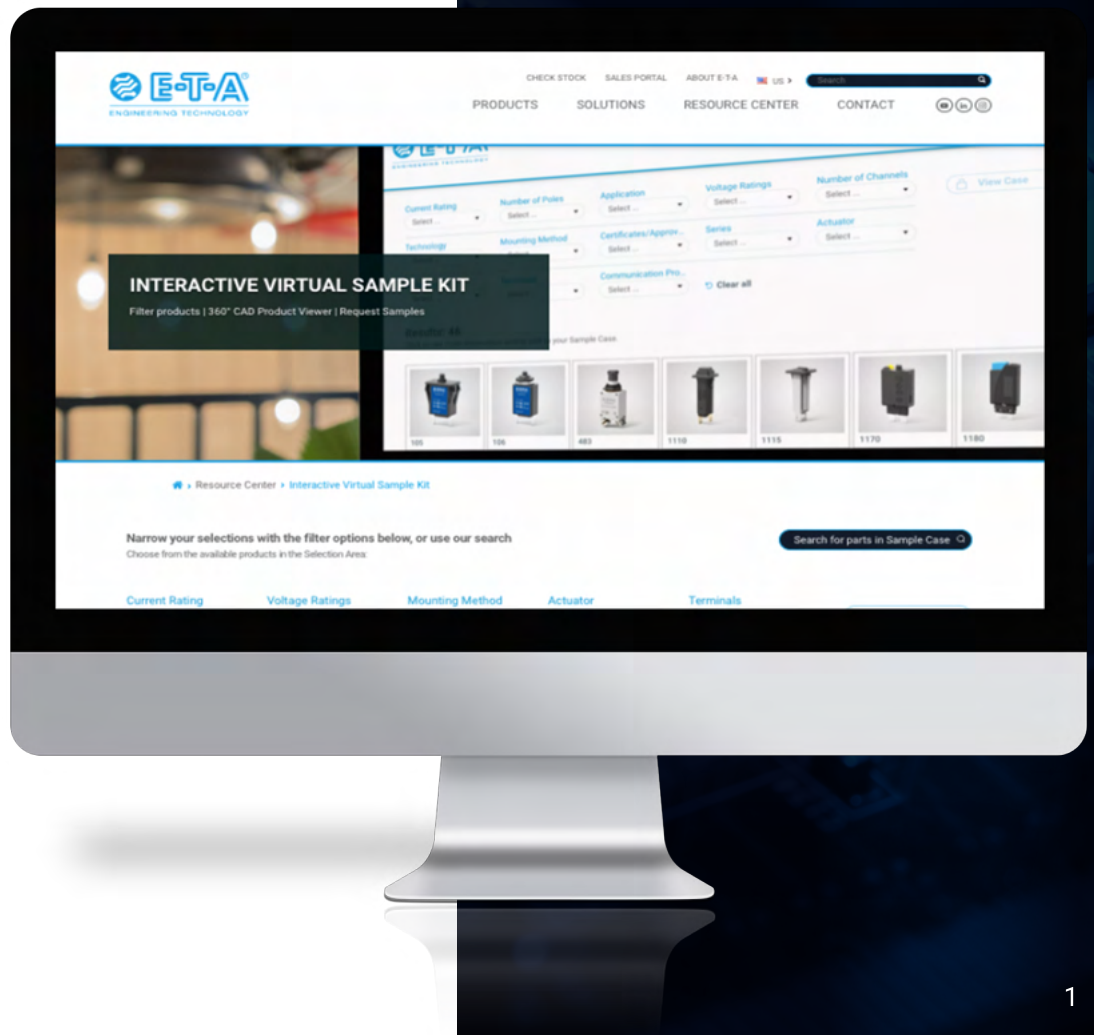 E-T-A®
ENGINEERING TECHNOLOGY
CHECK STOCK SALES PORTAL ABOUT E-T-A US Search
PRODUCTS SOLUTIONS RESOURCE CENTER CONTACT
ENGINEERING TECHNOLOGY
Current Rating Number of Poles Application Voltage Ratings Number of Channels View Case
Select ... Select ... Select ... Select ... Select ...
Technology Mounting Method Certificates/Approv... Series Actuator
Select ... Select ... Select ...
Communication Pro...
Select ... Clear all
INTERACTIVE VIRTUAL SAMPLE KIT
Filter products | 360° CAD Product Viewer | Request Samples
your Sample Case.
105 106 483 1110 1115 1170 1180
Resource Center Interactive Virtual Sample Kit
Narrow your selections with the filter options below, or use our search
Choose from the available products in the Selection Area:
Search for parts in Sample Case
Current Rating Voltage Ratings Mounting Method Actuator Terminals
1